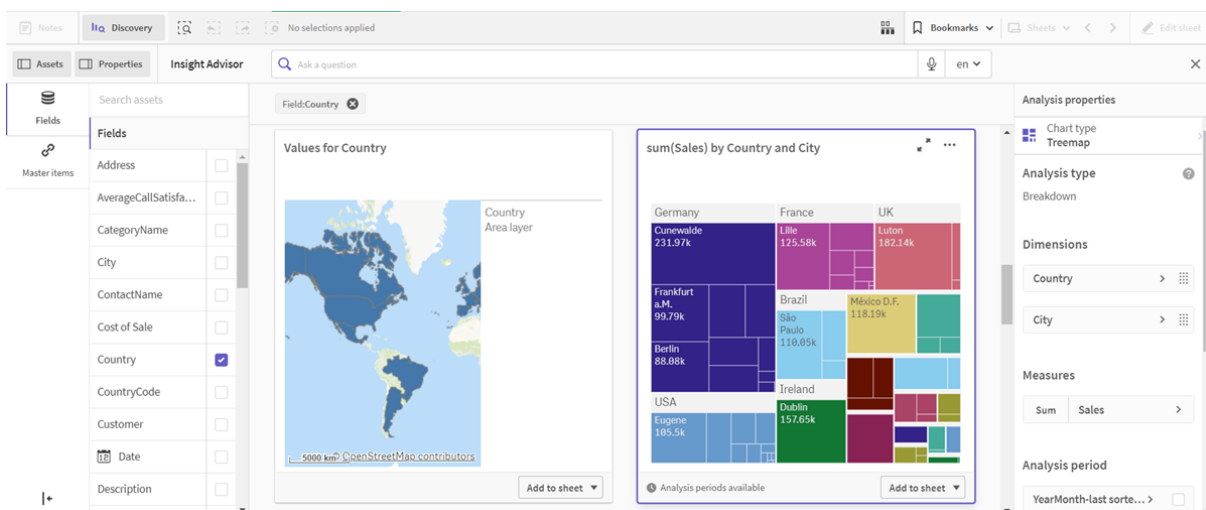 Notes
Discovery
No selections applied
Bookmarks
Sheets
Edit sheet
Assets
Properties
Insight Advisor
Ask a question
en
Fields
Master items
Search assets
Fields
Address
AverageCallSatisfa...
CategoryName
City
ContactName
Cost of Sale
Country
CountryCode
Customer
Date
Description
Field:Country
Values for Country
Country
Area layer
5000 km
© OpenStreetMap contributors
Add to sheet
sum(Sales) by Country and City
Germany
Cunewalde
231.97k
Frankfurt
a.M.
99.79k
Berlin
88.08k
USA
Eugene
105.5k
France
Lille
125.58k
UK
Luton
182.14k
Brazil
São
Paulo
110.05k
México D.F.
118.19k
Ireland
Dublin
157.65k
Analysis periods available
Add to sheet
Analysis properties
Chart type
Treemap
Analysis type
Breakdown
Dimensions
Country
City
Measures
Sum Sales
Analysis period
YearMonth-last sorte...